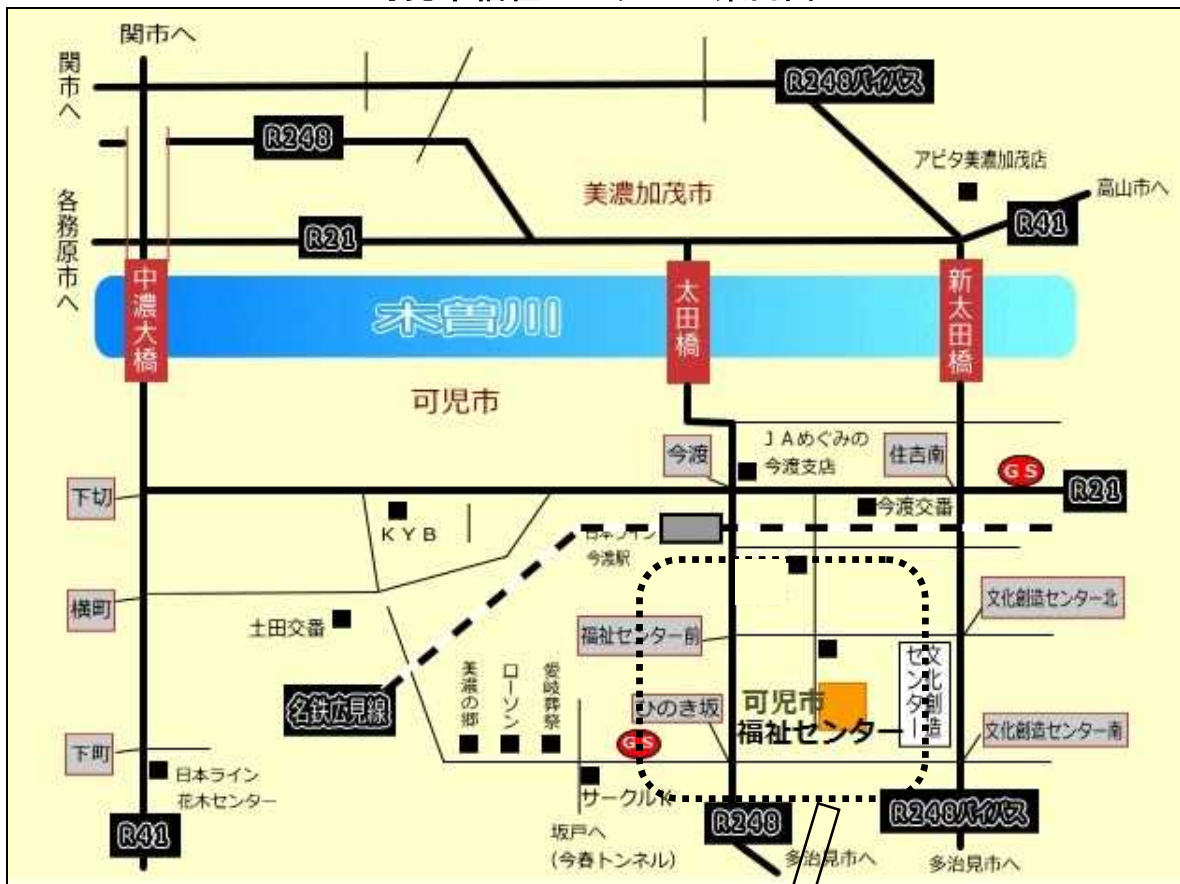 関市へ
関市へ
R248バイパス
R248
アピタ美濃加茂店
美濃加茂市
高山市へ
各務原市へ
R21
R41
中濃大橋
木曽川
太田橋
新太田橋
可児市
今渡
JAめぐみの
今渡支店
住吉南
GS
下切
R21
KYB
今渡交番
日本ライン
今渡駅
横町
文化創造センター北
土田交番
福祉センター前
美濃の郷
ローソン
愛岐葬祭
文化創造
センター
名鉄広見線
ひのき坂
可児市
福祉センター
GS
文化創造センター南
下町
日本ライン
花木センター
サークルK
R41
R248
R248バイパス
坂戸へ
(今春トンネル)
多治見市へ
多治見市へ